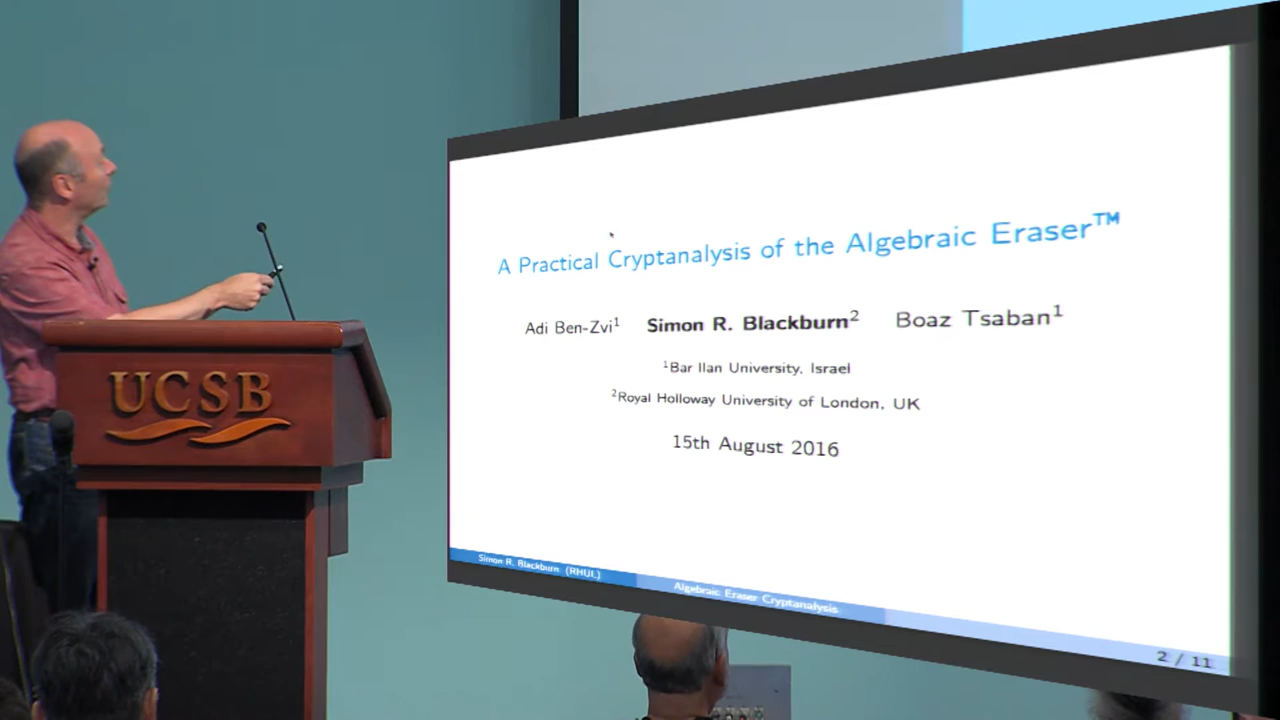 UCSB
A Practical Cryptanalysis of the Algebraic Eraser™
Adi Ben-Zvi¹ Simon R. Blackburn² Boaz Tsaban¹
¹Bar Ilan University, Israel
²Royal Holloway University of London, UK
15th August 2016
Simon R. Blackburn (RHUL) Algebraic Eraser Cryptanalysis 2 / 11